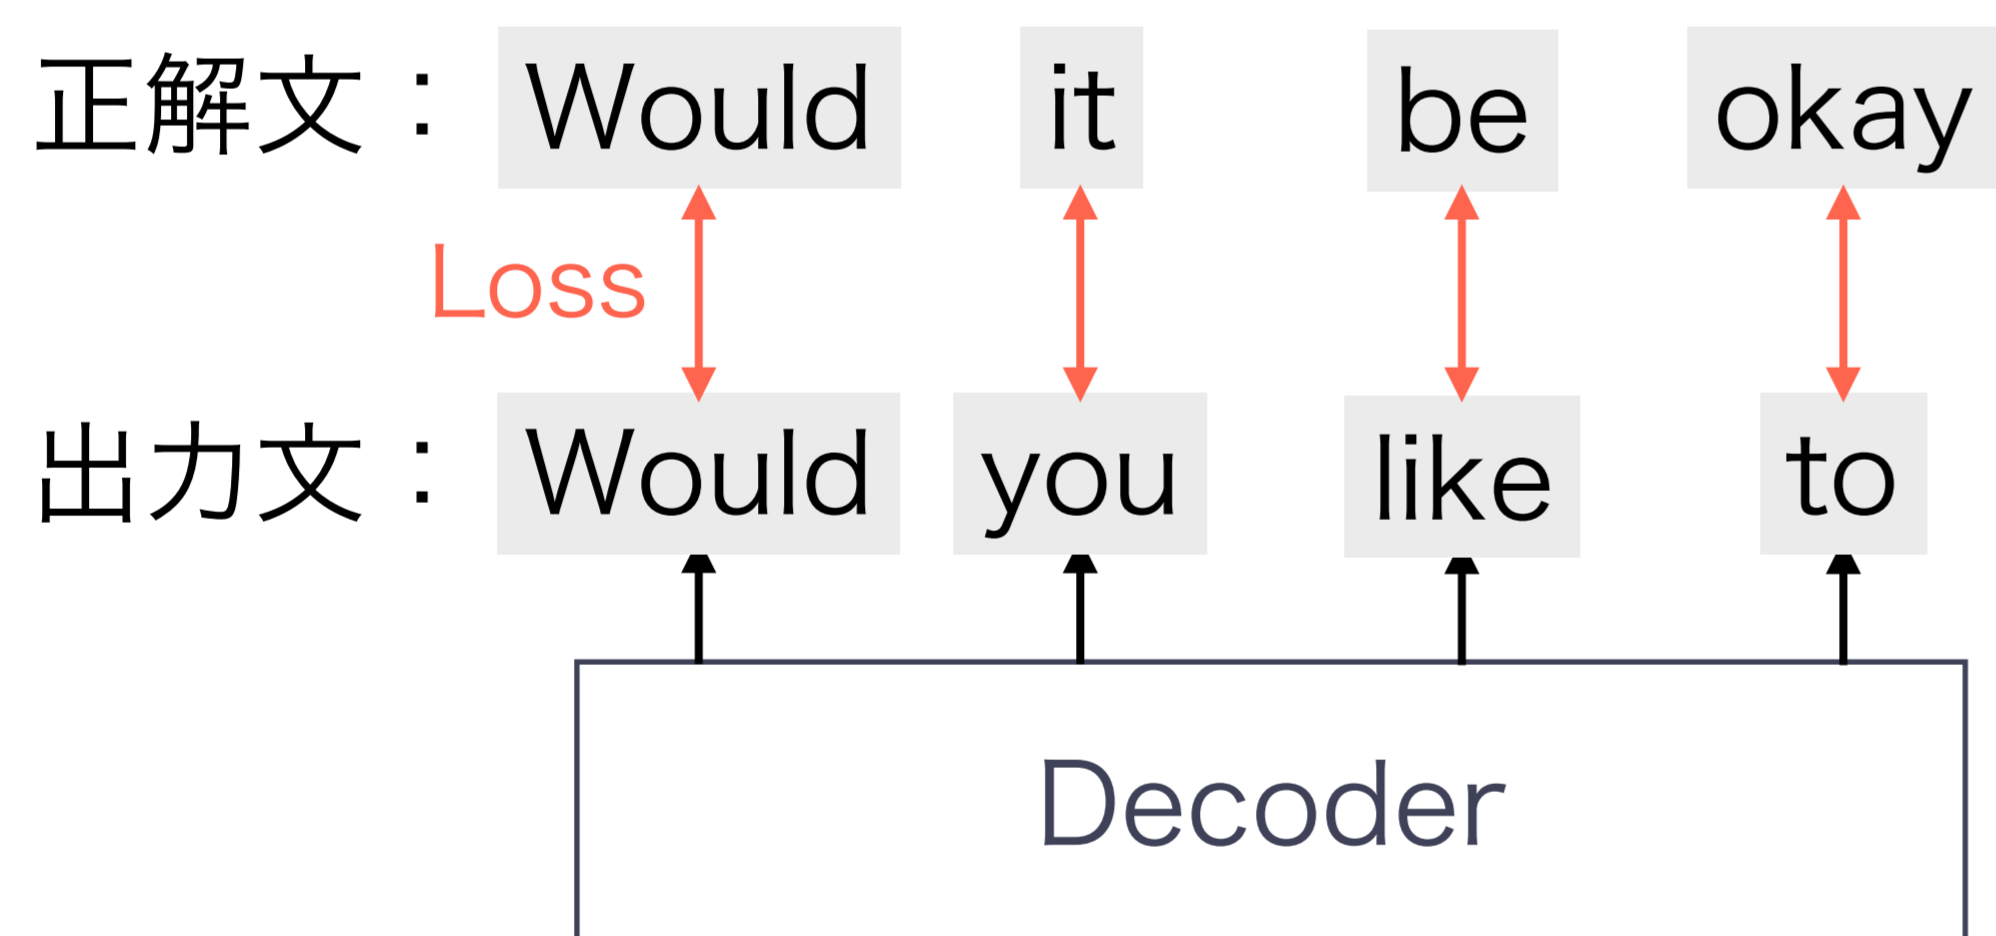 正解文： Would it be okay
Loss
出力文： Would you like to
Decoder